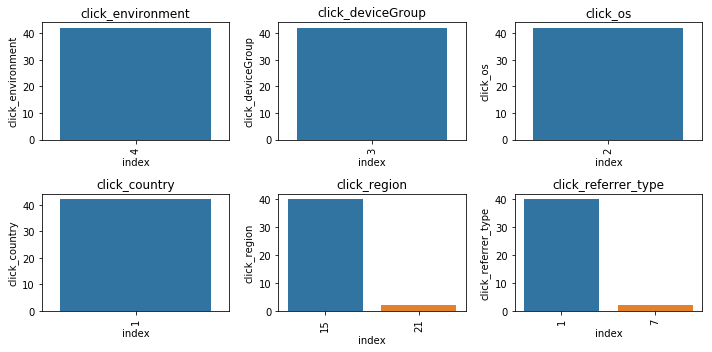 click_environment
click_environment
40
30
20
10
0
4
index
click_deviceGroup
click_deviceGroup
40
30
20
10
0
3
index
click_os
click_os
40
30
20
10
0
2
index
click_country
click_country
40
30
20
10
0
1
index
click_region
click_region
40
30
20
10
0
15 21
index
click_referrer_type
click_referrer_type
40
30
20
10
0
1 7
index